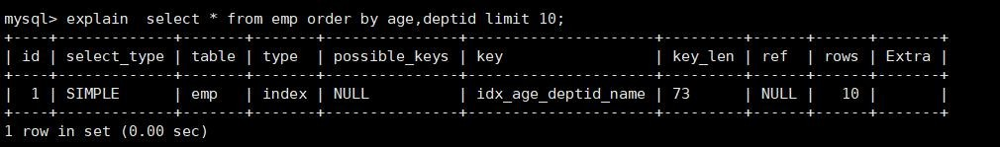 mysql> explain  select * from emp order by age,deptid limit 10;
+----+-------------+-------+-------+---------------+---------------------+---------+------+------+-------+
| id | select_type | table | type  | possible_keys | key                 | key_len | ref  | rows | Extra |
+----+-------------+-------+-------+---------------+---------------------+---------+------+------+-------+
|  1 | SIMPLE      | emp   | index | NULL          | idx_age_deptid_name | 73      | NULL |   10 |       |
+----+-------------+-------+-------+---------------+---------------------+---------+------+------+-------+
1 row in set (0.00 sec)